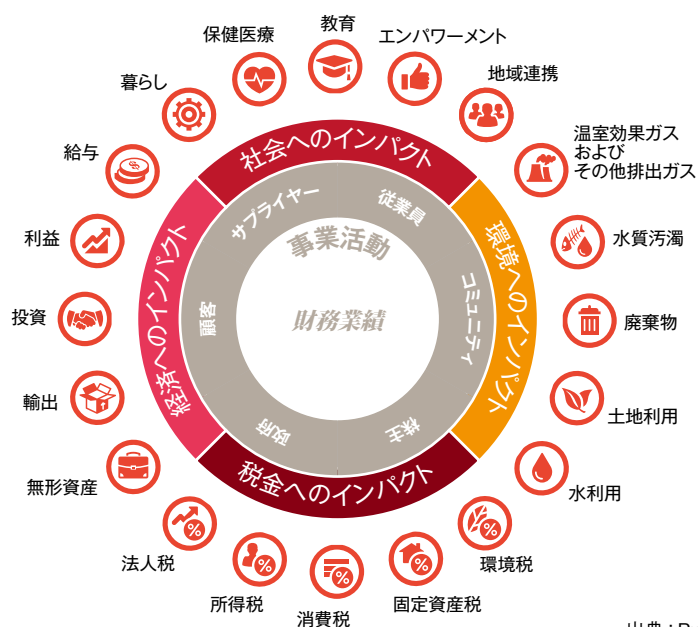 教育
保健医療
エンパワーメント
暮らし
地域連携
給与
温室効果ガス
および
その他排出ガス
利益
水質汚濁
投資
廃棄物
輸出
土地利用
無形資産
水利用
法人税
環境税
所得税
固定資産税
消費税
社会へのインパクト
環境へのインパクト
税金へのインパクト
経済へのインパクト
サプライヤー
従業員
顧客
コミュニティ
政府
株主
事業活動
財務業績
出典：P